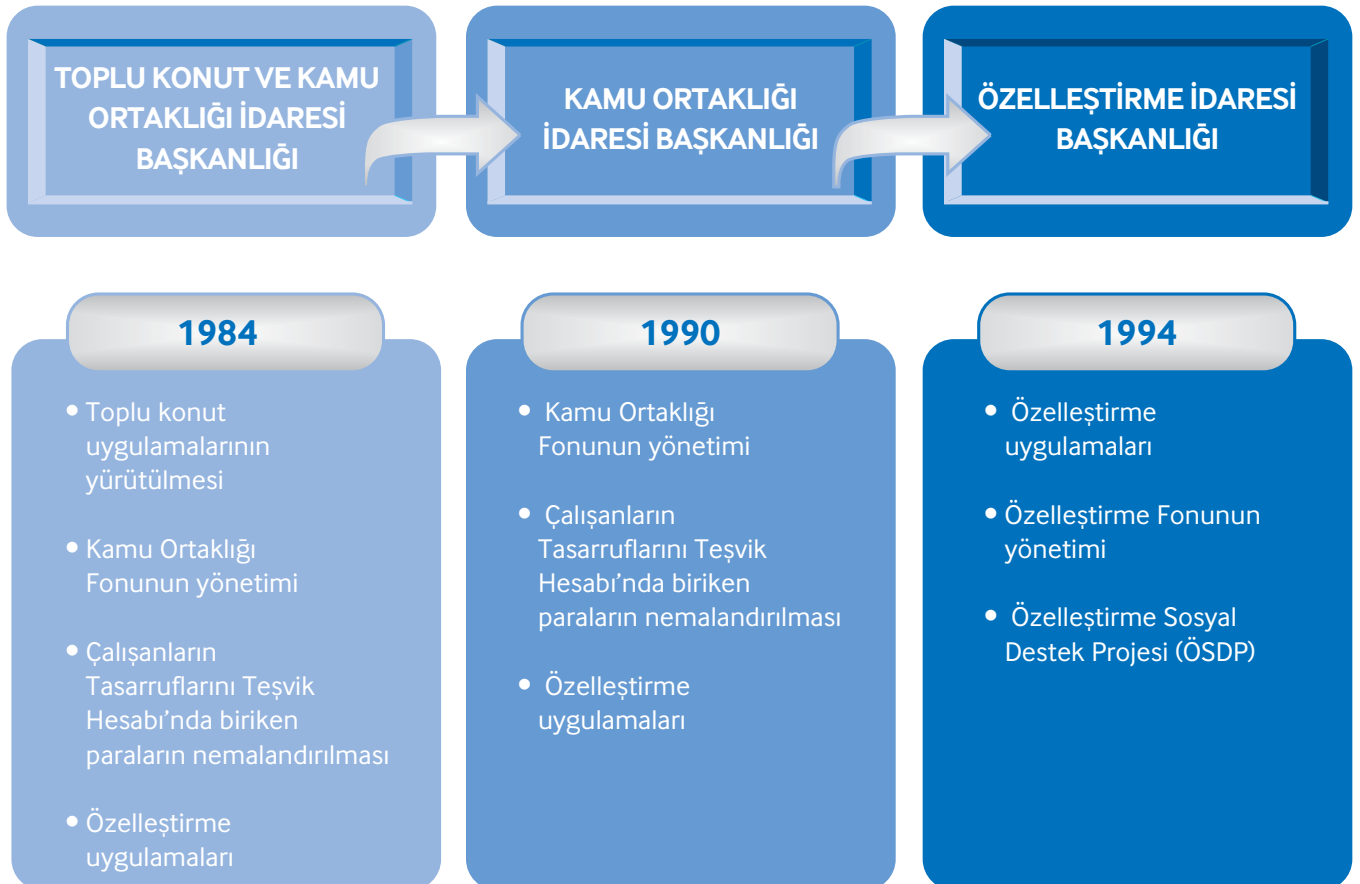 TOPLU KONUT VE KAMU
ORTAKLIĞI İDARESİ
BAŞKANLIĞI
KAMU ORTAKLIĞI
İDARESİ BAŞKANLIĞI
ÖZELLEŞTİRME İDARESİ
BAŞKANLIĞI
1984
• Toplu konut
uygulamalarının
yürütülmesi
• Kamu Ortaklığı
Fonunun yönetimi
• Çalışanların
Tasarruflarını Teşvik
Hesabı’nda biriken
paraların nemalandırılması
• Özelleştirme
uygulamaları
1990
• Kamu Ortaklığı
Fonunun yönetimi
• Çalışanların
Tasarruflarını Teşvik
Hesabı’nda biriken
paraların nemalandırılması
• Özelleştirme
uygulamaları
1994
• Özelleştirme
uygulamaları
• Özelleştirme Fonunun
yönetimi
• Özelleştirme Sosyal
Destek Projesi (ÖSDP)